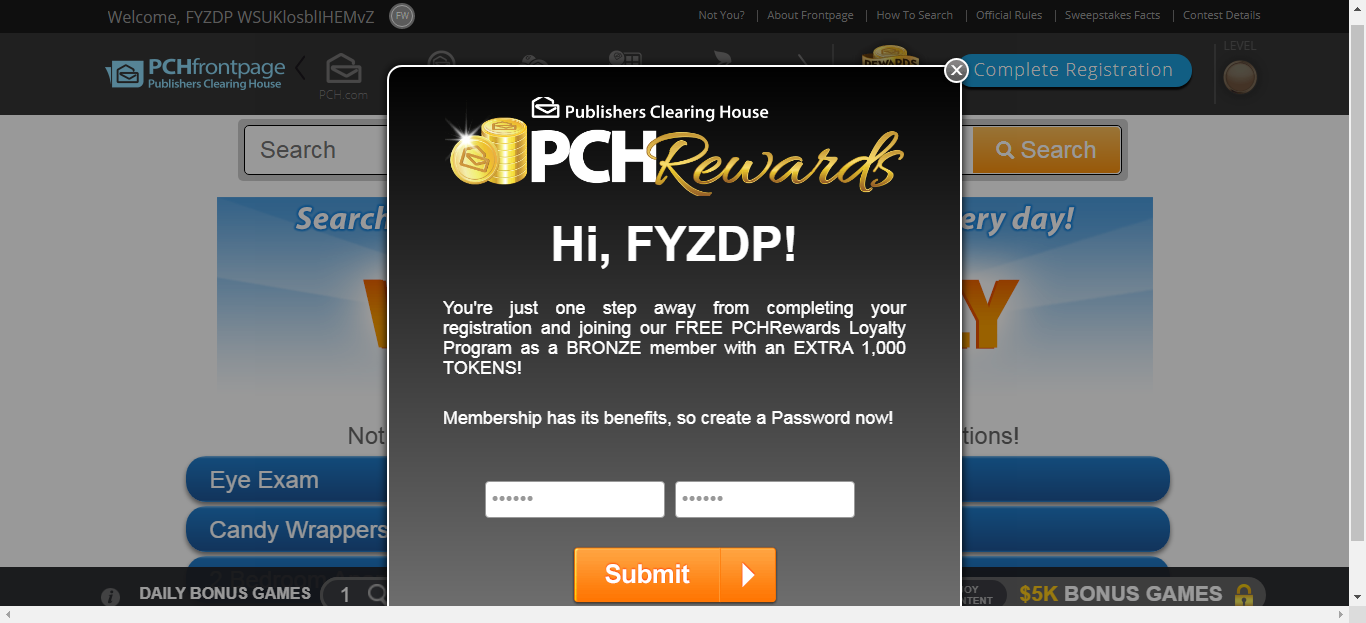 Welcome, FYZDP WSUKlosblIHEMvZ
FW
Not You? | About Frontpage | How To Search | Official Rules | Sweepstakes Facts | Contest Details
PCHfrontpage
Publishers Clearing House
PCH.com
REWARDS
Complete Registration
LEVEL
Search
Search
Search
ery day!
Publishers Clearing House
PCHRewards
Hi, FYZDP!
You're just one step away from completing your
registration and joining our FREE PCHRewards Loyalty
Program as a BRONZE member with an EXTRA 1,000
TOKENS!
Membership has its benefits, so create a Password now!
Not
tions!
Eye Exam
Candy Wrappers
Submit
DAILY BONUS GAMES
1
$5K BONUS GAMES